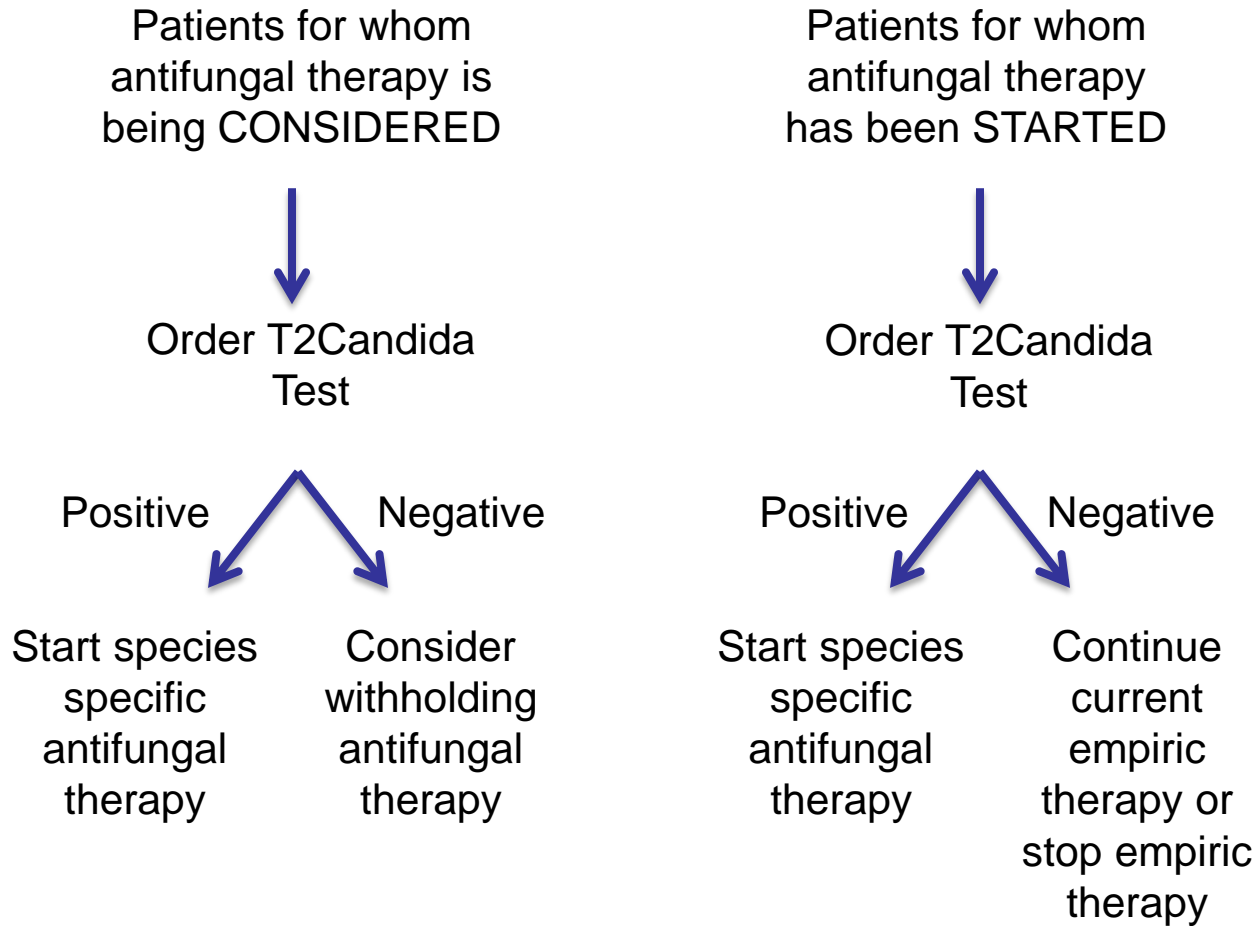 Patients for whom
antifungal therapy is
being CONSIDERED
Order T2Candida
Test
Positive
Negative
Start species
specific
antifungal
therapy
Consider
withholding
antifungal
therapy
Patients for whom
antifungal therapy
has been STARTED
Order T2Candida
Test
Positive
Negative
Start species
specific
antifungal
therapy
Continue
current
empiric
therapy or
stop empiric
therapy